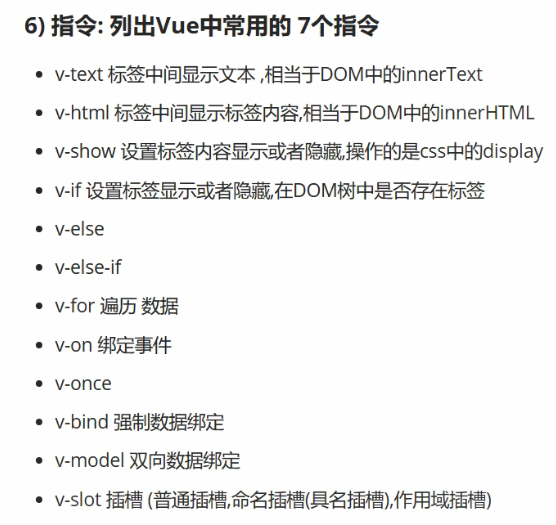 6) 指令: 列出Vue中常用的 7个指令
v-text 标签中间显示文本 ,相当于DOM中的innerText
v-html 标签中间显示标签内容,相当于DOM中的innerHTML
v-show 设置标签内容显示或者隐藏,操作的是css中的display
v-if 设置标签显示或者隐藏,在DOM树中是否存在标签
v-else
v-else-if
v-for 遍历 数据
v-on 绑定事件
v-once
v-bind 强制数据绑定
v-model 双向数据绑定
v-slot 插槽 (普通插槽,命名插槽(具名插槽),作用域插槽)